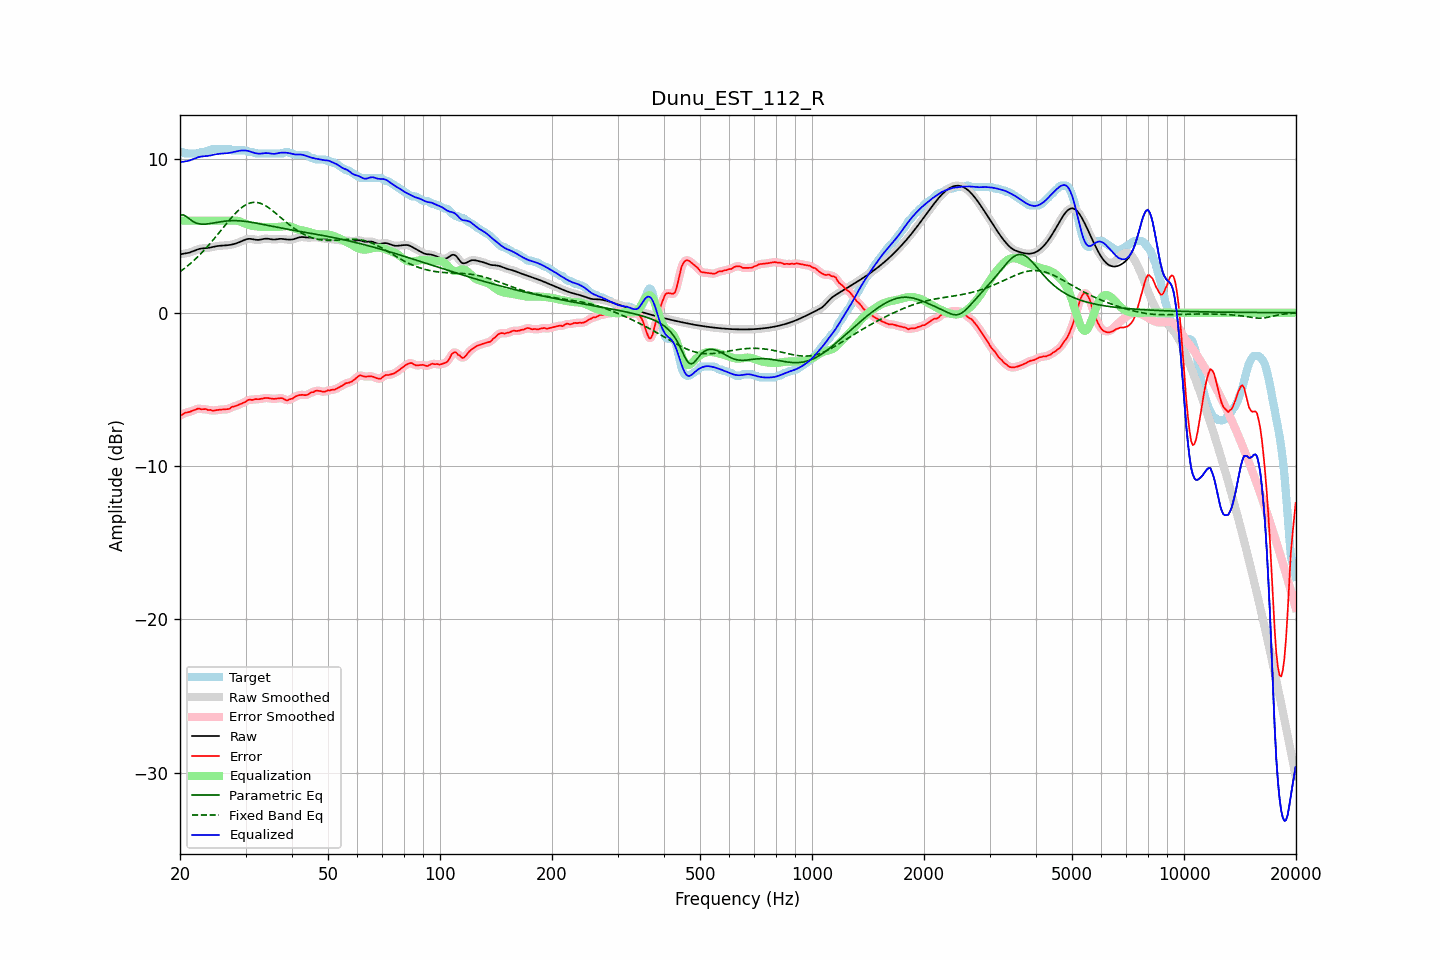 Dunu_EST_112_R
10
0
−10
−20
−30
Amplitude (dBr)
Target
Raw Smoothed
Error Smoothed
Raw
Error
Equalization
Parametric Eq
Fixed Band Eq
Equalized
20 50 100 200 500 1000 2000 5000 10000 20000
Frequency (Hz)